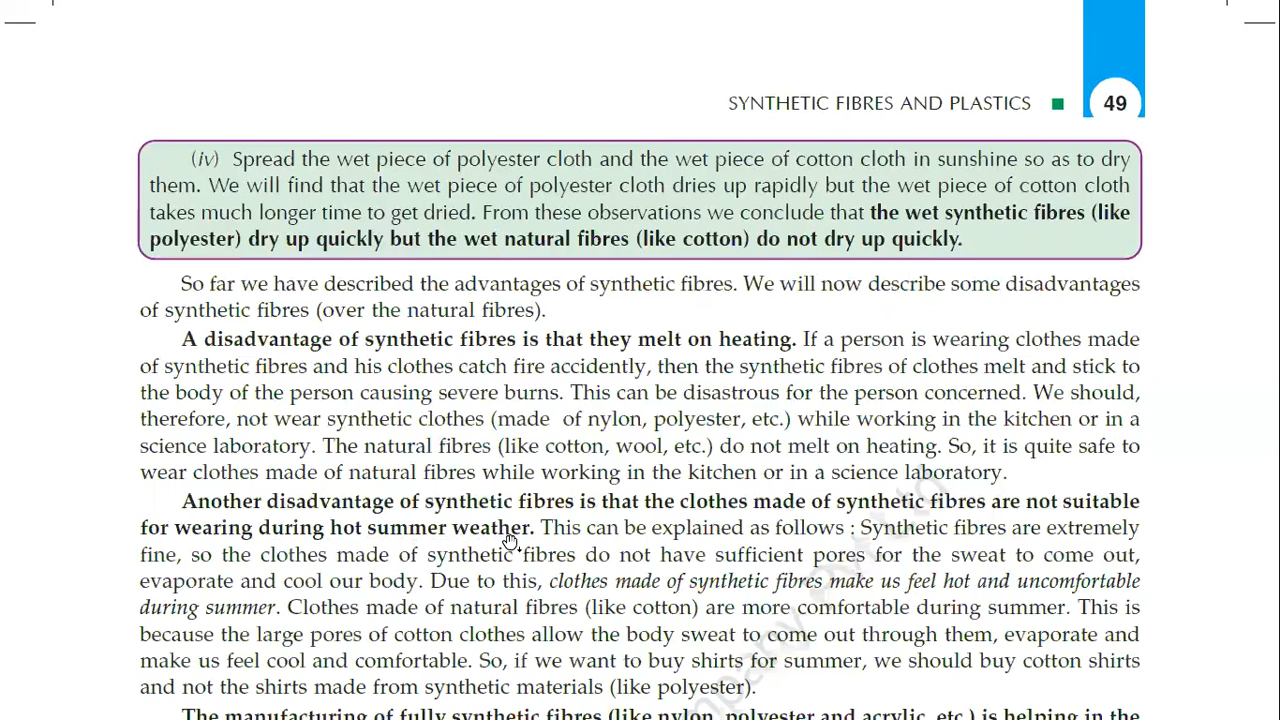 SYNTHETIC FIBRES AND PLASTICS 49
(iv) Spread the wet piece of polyester cloth and the wet piece of cotton cloth in sunshine so as to dry
them. We will find that the wet piece of polyester cloth dries up rapidly but the wet piece of cotton cloth
takes much longer time to get dried. From these observations we conclude that the wet synthetic fibres (like
polyester) dry up quickly but the wet natural fibres (like cotton) do not dry up quickly.
So far we have described the advantages of synthetic fibres. We will now describe some disadvantages
of synthetic fibres (over the natural fibres).
A disadvantage of synthetic fibres is that they melt on heating. If a person is wearing clothes made
of synthetic fibres and his clothes catch fire accidently, then the synthetic fibres of clothes melt and stick to
the body of the person causing severe burns. This can be disastrous for the person concerned. We should,
therefore, not wear synthetic clothes (made of nylon, polyester, etc.) while working in the kitchen or in a
science laboratory. The natural fibres (like cotton, wool, etc.) do not melt on heating. So, it is quite safe to
wear clothes made of natural fibres while working in the kitchen or in a science laboratory.
Another disadvantage of synthetic fibres is that the clothes made of synthetic fibres are not suitable
for wearing during hot summer weather. This can be explained as follows : Synthetic fibres are extremely
fine, so the clothes made of synthetic fibres do not have sufficient pores for the sweat to come out,
evaporate and cool our body. Due to this, clothes made of synthetic fibres make us feel hot and uncomfortable
during summer. Clothes made of natural fibres (like cotton) are more comfortable during summer. This is
because the large pores of cotton clothes allow the body sweat to come out through them, evaporate and
make us feel cool and comfortable. So, if we want to buy shirts for summer, we should buy cotton shirts
and not the shirts made from synthetic materials (like polyester).
The manufacturing of fully synthetic fibres (like nylon, polyester and acrylic, etc.) is helping in the